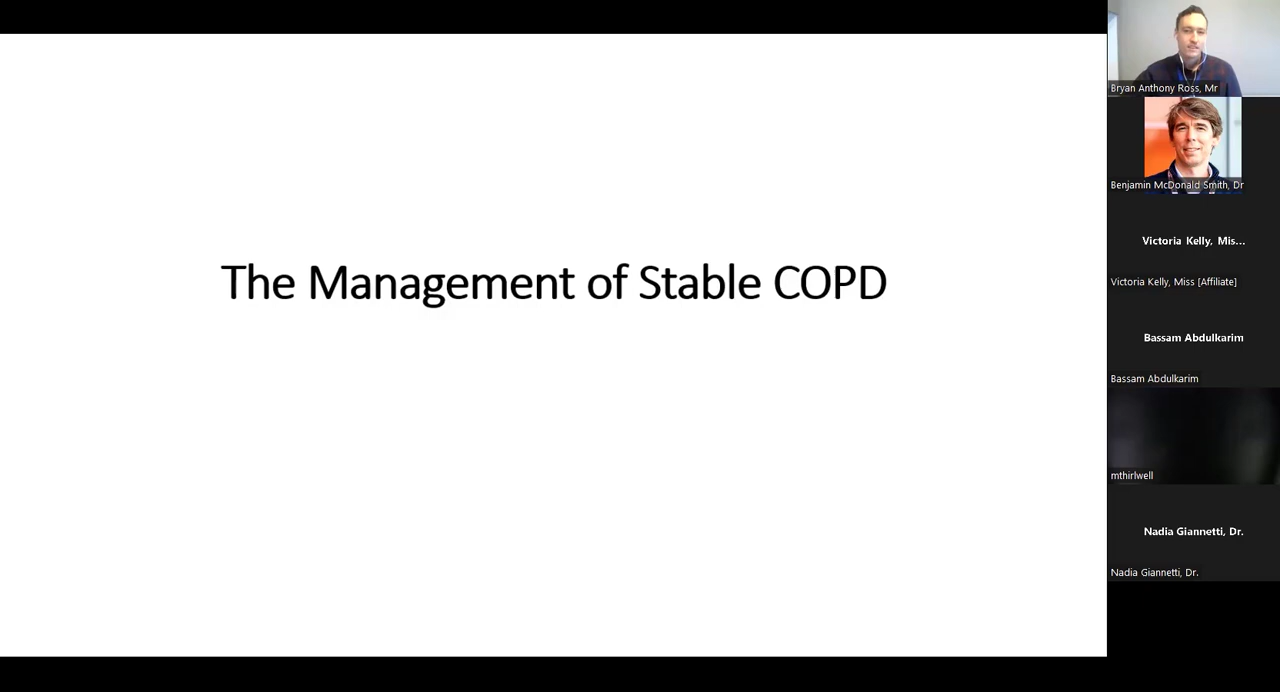 The Management of Stable COPD
Bryan Anthony Ross, Mr
Benjamin McDonald Smith, Dr
Victoria Kelly, Mis...
Victoria Kelly, Miss [Affiliate]
Bassam Abdulkarim
Bassam Abdulkarim
mthirlwell
Nadia Giannetti, Dr.
Nadia Giannetti, Dr.